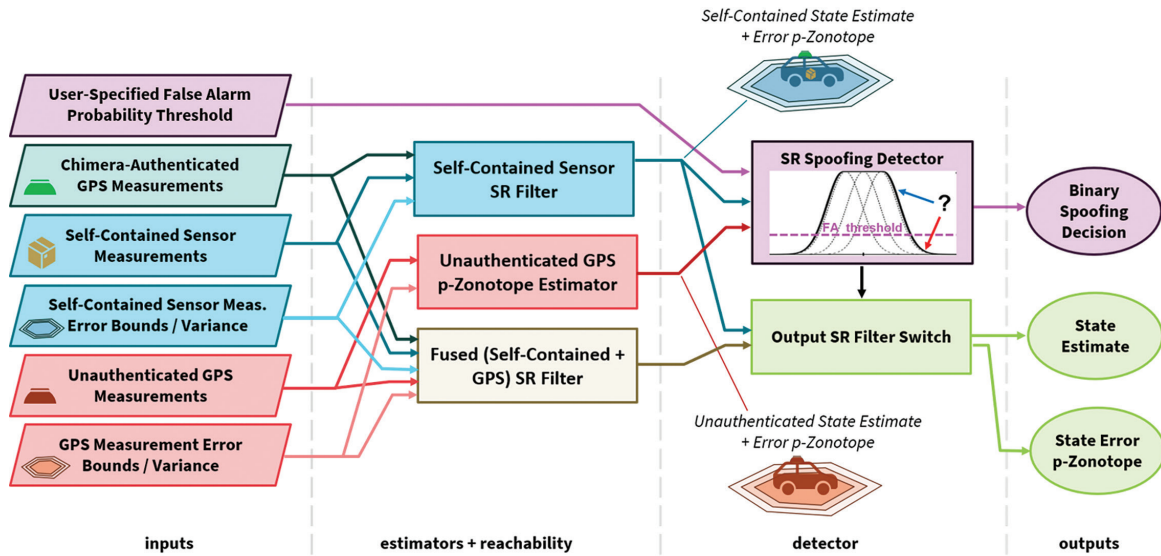 Self-Contained State Estimate
+ Error p-Zonotope
User-Specified False Alarm
Probability Threshold
Chimera-Authenticated
GPS Measurements
Self-Contained Sensor
Measurements
Self-Contained Sensor Meas.
Error Bounds / Variance
Unauthenticated GPS
Measurements
GPS Measurement Error
Bounds / Variance
Self-Contained Sensor
SR Filter
Unauthenticated GPS
p-Zonotope Estimator
Fused (Self-Contained +
GPS) SR Filter
SR Spoofing Detector
?
FA threshold
Output SR Filter Switch
Unauthenticated State Estimate
+ Error p-Zonotope
Binary
Spoofing
Decision
State
Estimate
State Error
p-Zonotope
inputs
estimators + reachability
detector
outputs